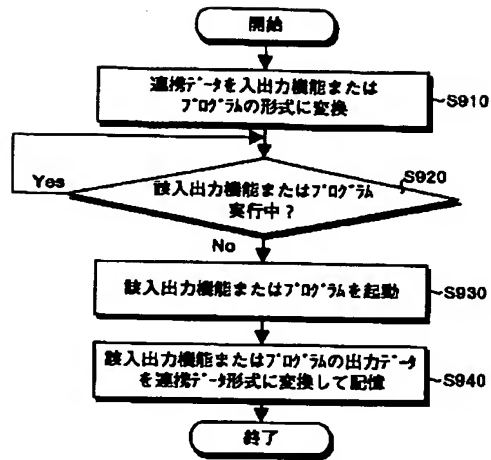 開始
連携データを入出力機能または
プログラムの形式に変換
S910
Yes
S920
該入出力機能またはプログラム
実行中?
No
該入出力機能またはプログラムを起動
S930
該入出力機能またはプログラムの出力データ
を連携データ形式に変換して記憶
S940
終了